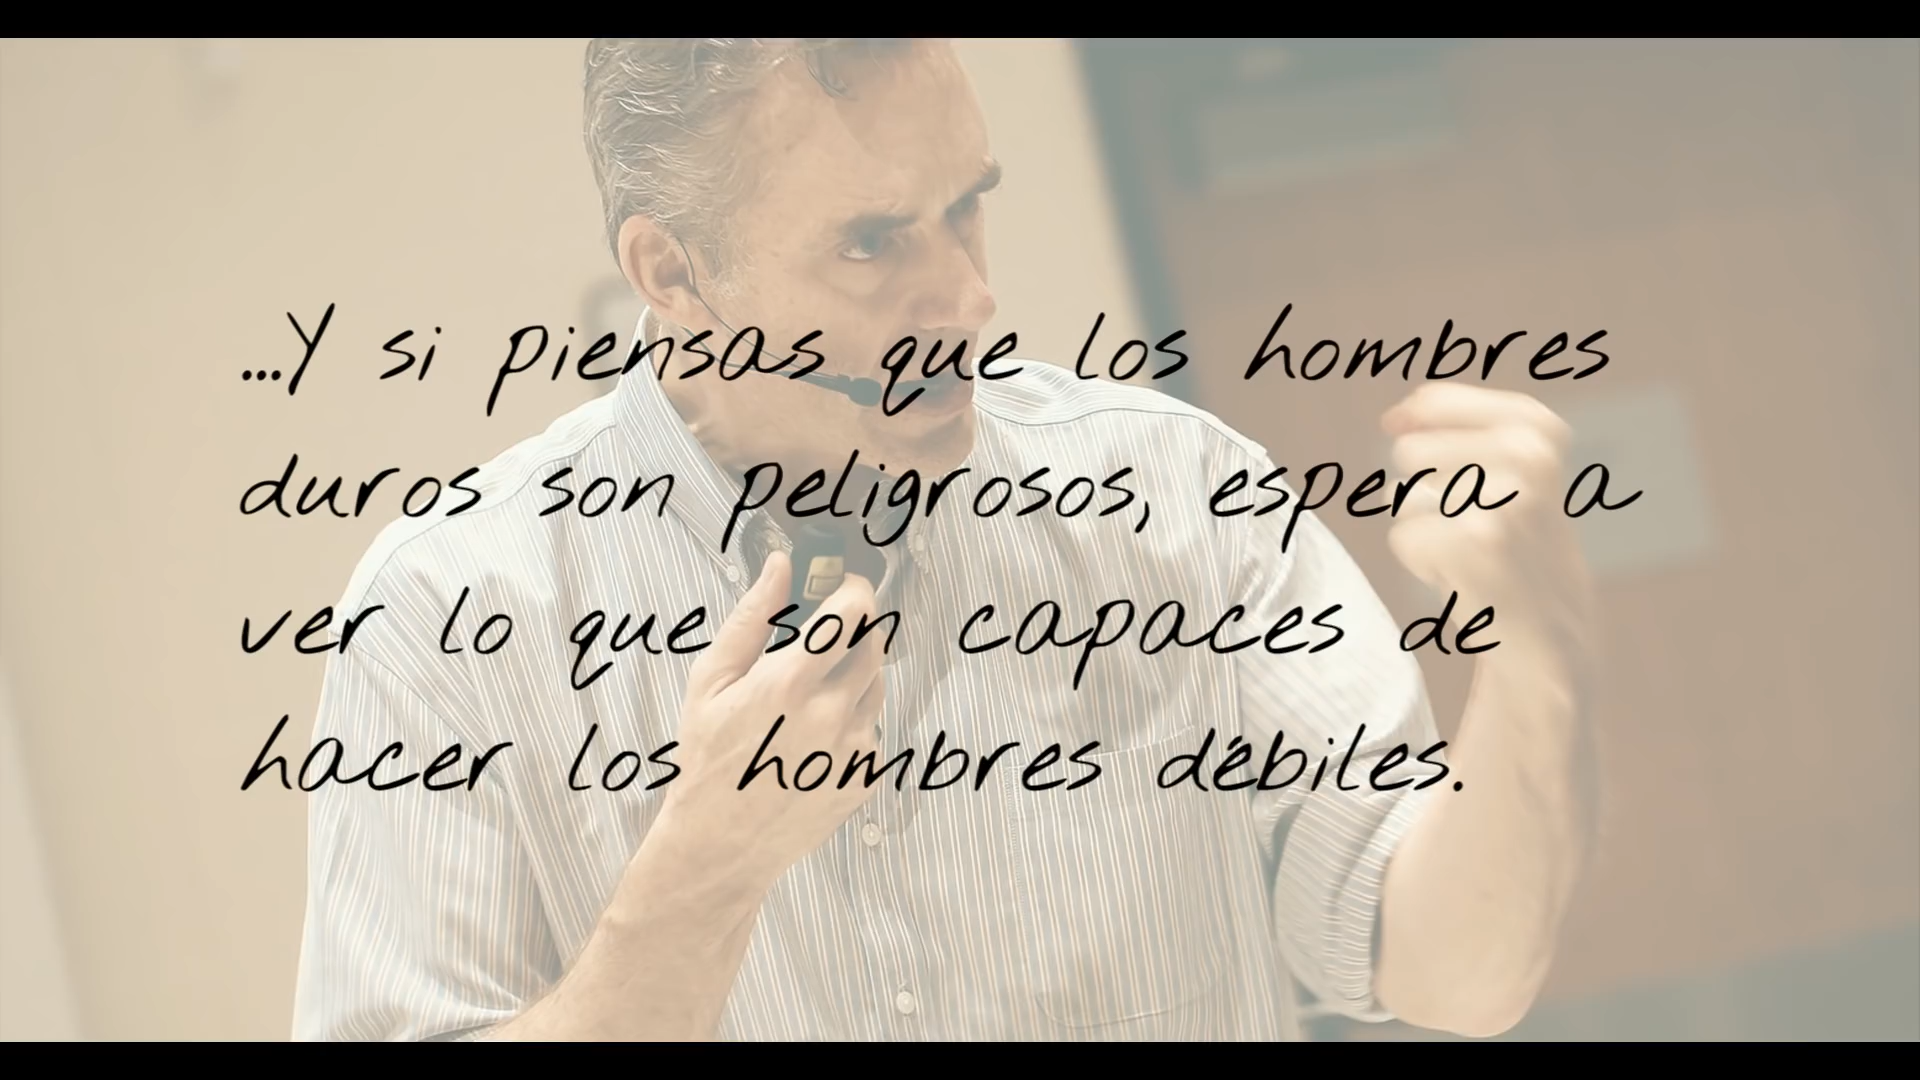 ...Y si piensas que los hombres
duros son peligrosos, espera a
ver lo que son capaces de
hacer los hombres débiles.